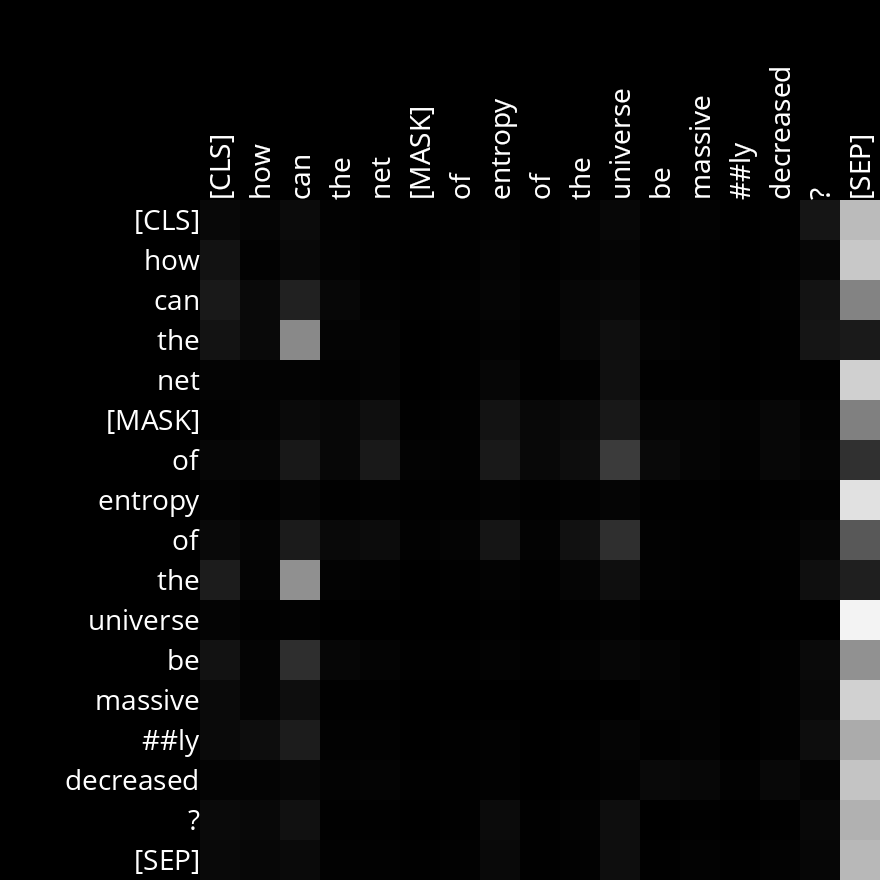 [CLS] how can the net [MASK] of entropy of the universe be massive ##ly decreased ? [SEP]
[CLS]
how
can
the
net
[MASK]
of
entropy
of
the
universe
be
massive
##ly
decreased
?
[SEP]